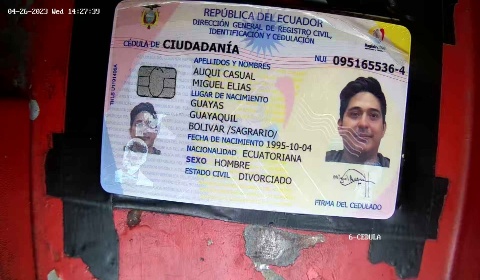 04-26-2023 Wed 14:27:39
REPÚBLICA DEL ECUADOR
DIRECCIÓN GENERAL DE REGISTRO CIVIL,
IDENTIFICACIÓN Y CEDULACIÓN
CÉDULA DE CIUDADANÍA
NUI 095165536-4
APELLIDOS Y NOMBRES
AUQUI CASUAL
MIGUEL ELIAS
LUGAR DE NACIMIENTO
GUAYAS
GUAYAQUIL
BOLIVAR /SAGRARIO/
FECHA DE NACIMIENTO 1995-10-04
NACIONALIDAD ECUATORIANA
SEXO HOMBRE
ESTADO CIVIL DIVORCIADO
FIRMA DEL CEDULADO
6-CEDULA